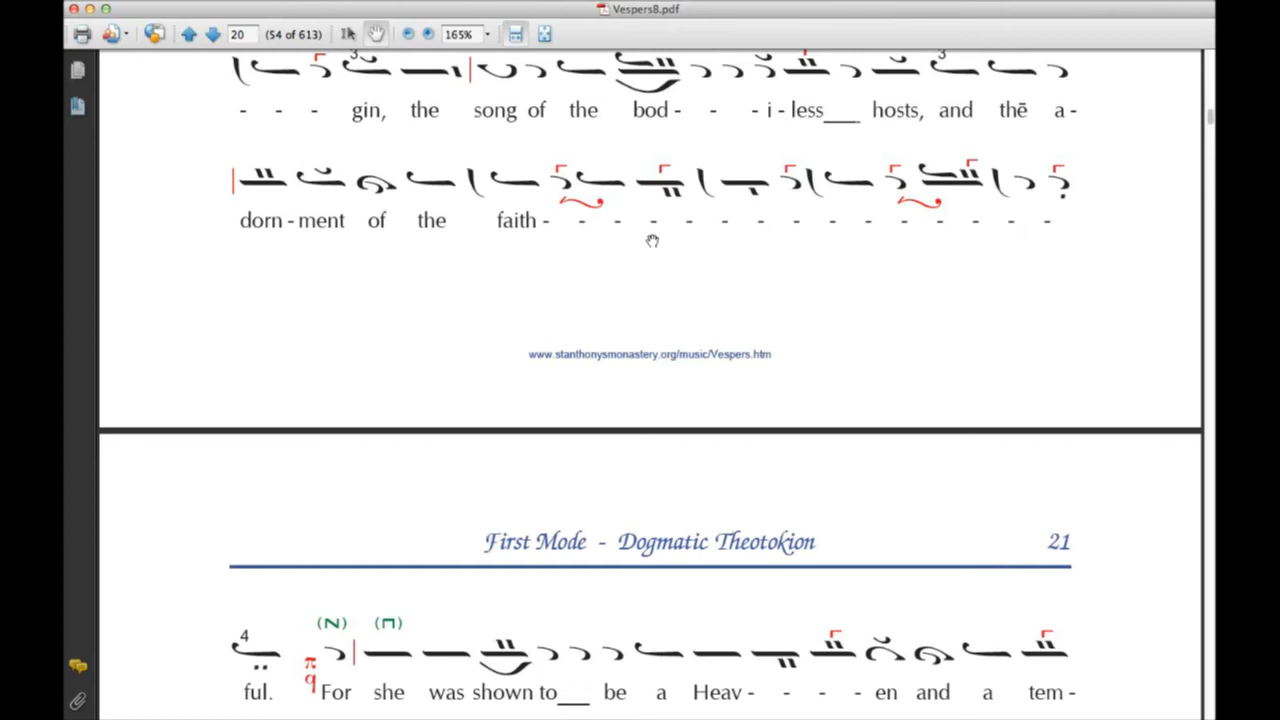 Vespers8.pdf
20 (54 of 613) 165%
- - - gin, the song of the bod - - - i - less___ hosts, and thē a -
dorn - ment of the faith - - - - - - - - - - - - - - -
www.stanthonysmonastery.org/music/Vespers.htm
First Mode - Dogmatic Theotokion 21
4 (N) (Π)
π
q
ful. For she was shown to___ be a Heav - - - - en and a tem -